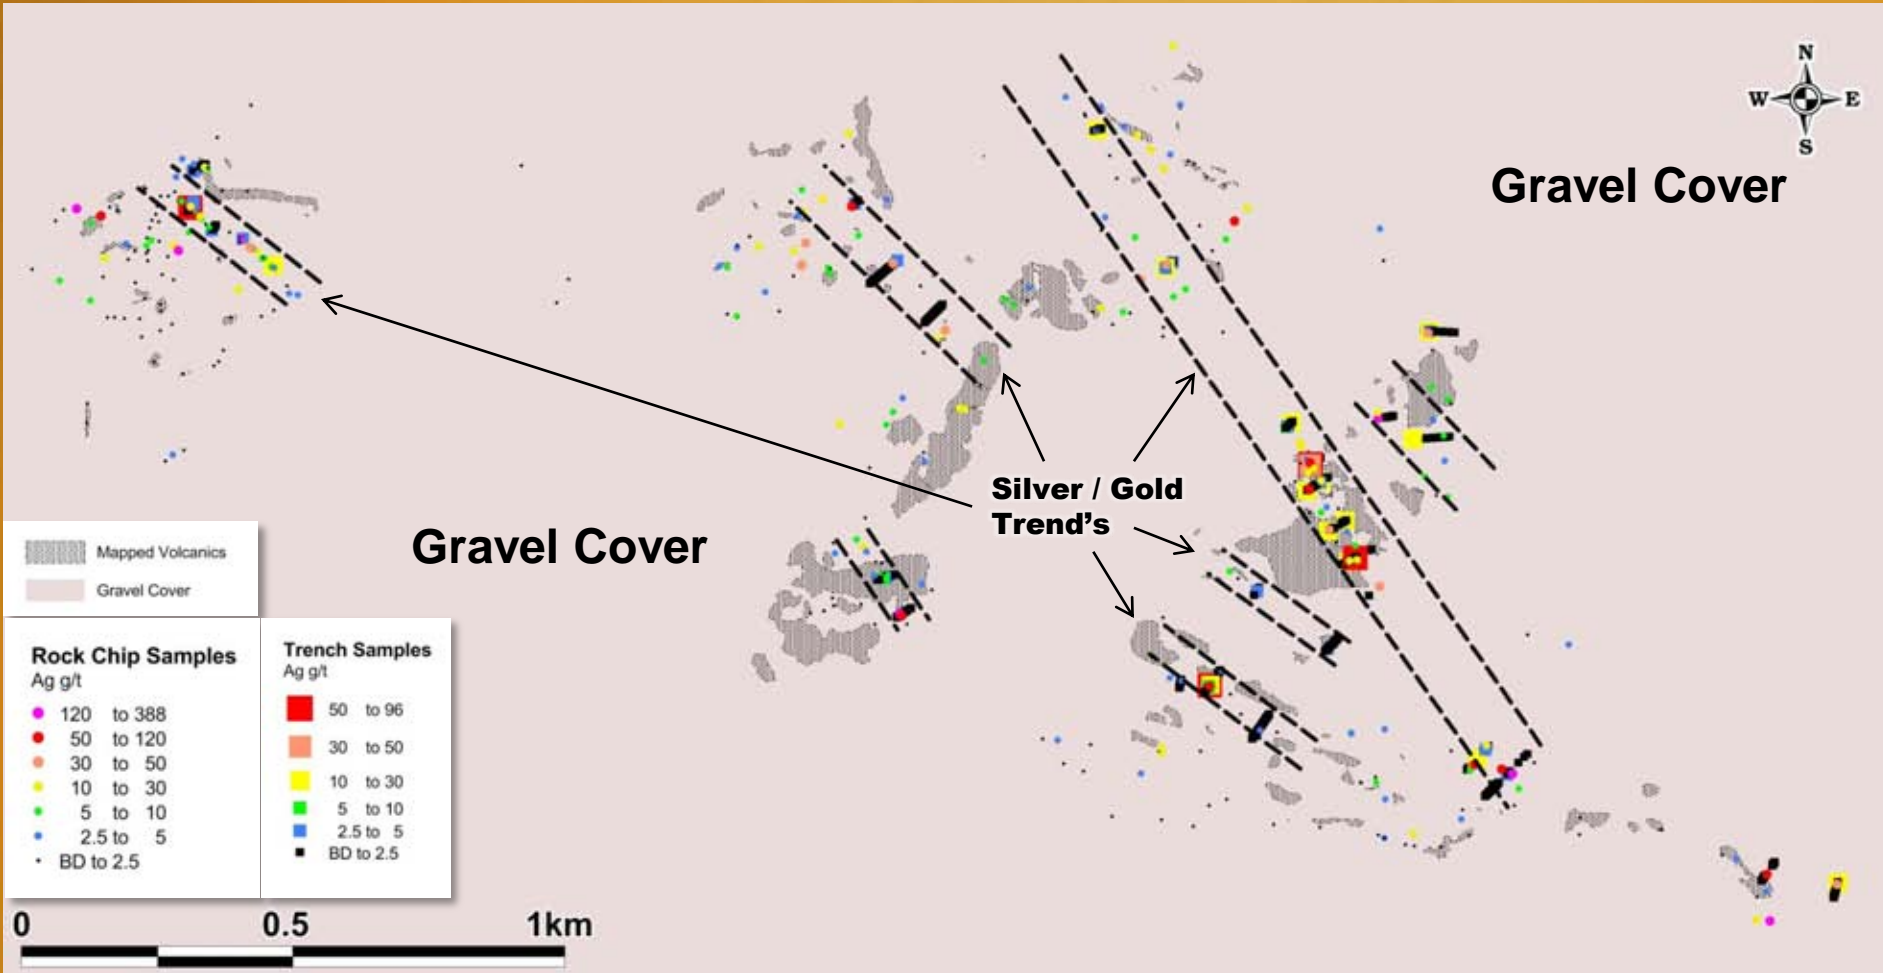 N
W E
S
Gravel Cover
Silver / Gold
Trend's
Gravel Cover
Mapped Volcanics
Gravel Cover
Rock Chip Samples
Ag g/t
120 to 388
50 to 120
30 to 50
10 to 30
5 to 10
2.5 to 5
BD to 2.5
Trench Samples
Ag g/t
50 to 96
30 to 50
10 to 30
5 to 10
2.5 to 5
BD to 2.5
0 0.5 1km